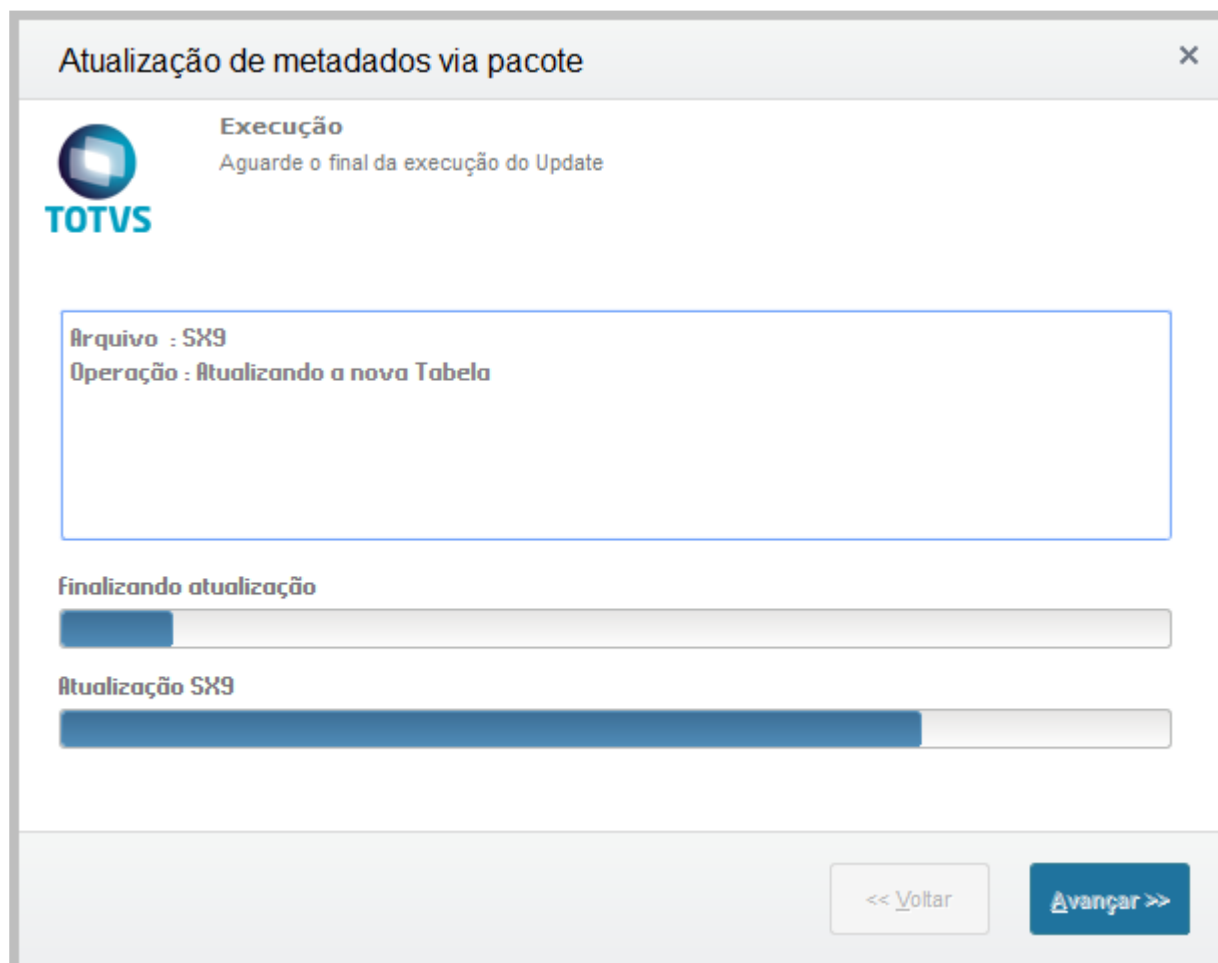 Atualização de metadados via pacote
×
Execução
Aguarde o final da execução do Update
TOTVS
Arquivo : SX9
Operação : Atualizando a nova Tabela
Finalizando atualização
Atualização SX9
<< Voltar
Avançar >>